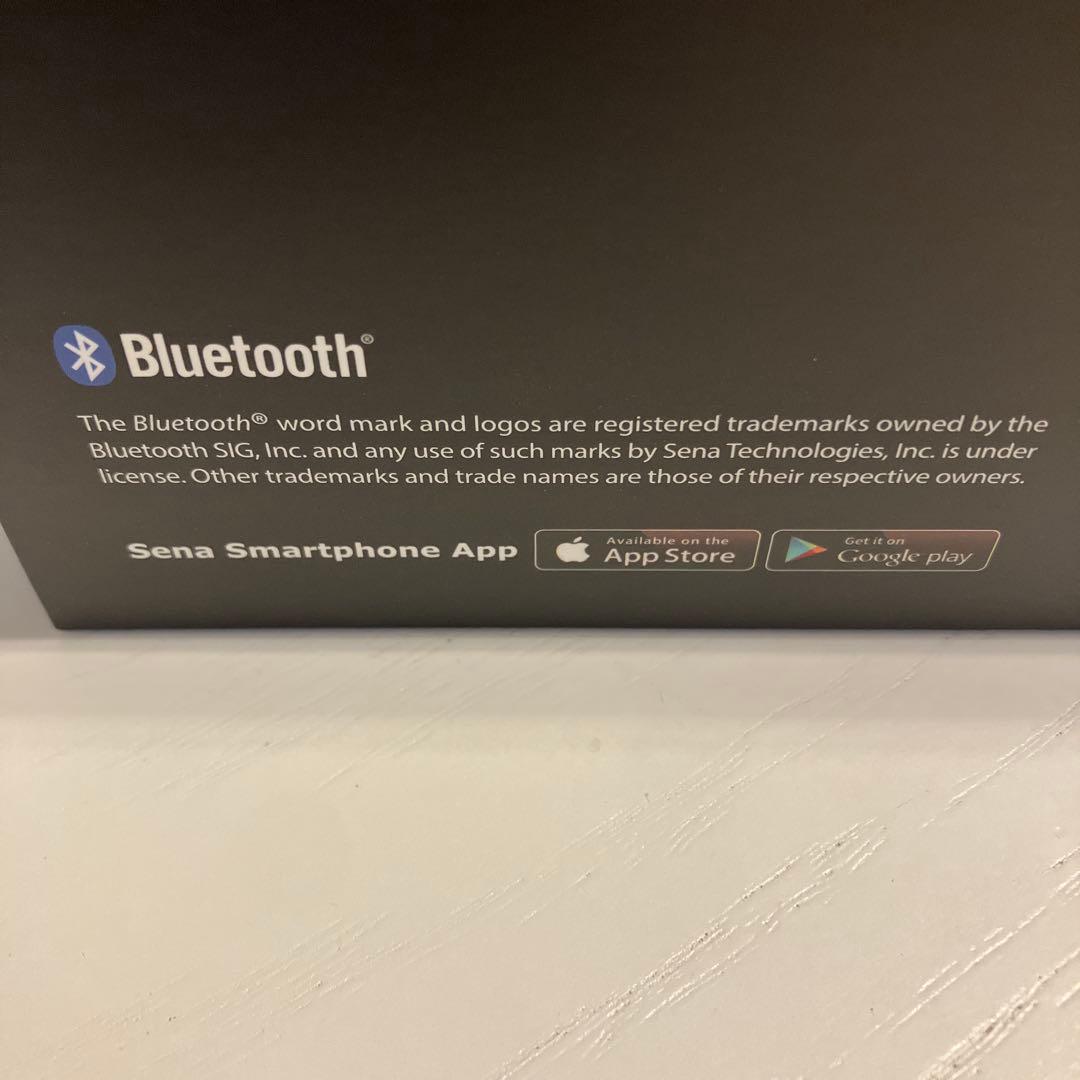 Bluetooth®
The Bluetooth® word mark and logos are registered trademarks owned by the
Bluetooth SIG, Inc. and any use of such marks by Sena Technologies, Inc. is under
license. Other trademarks and trade names are those of their respective owners.
Sena Smartphone App
Available on the
App Store
Get it on
Google play